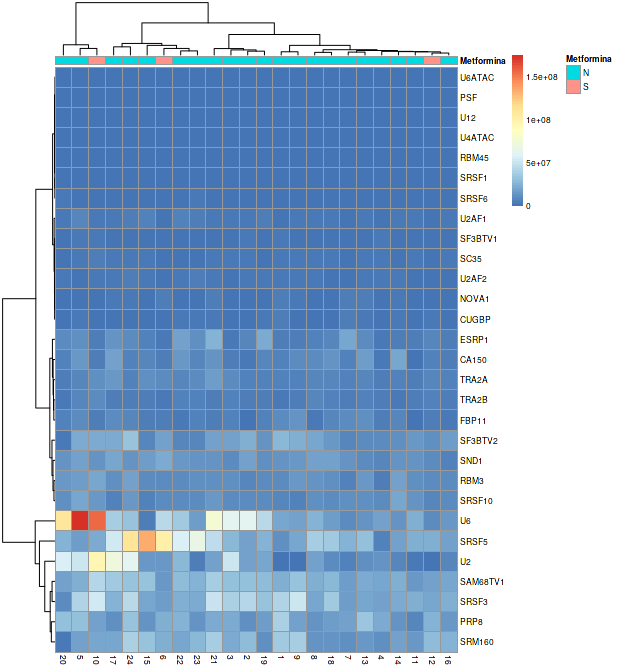 Metformina
Metformina
N
S
1.5e+08
1e+08
5e+07
0
U6ATAC
PSF
U12
U4ATAC
RBM45
SRSF1
SRSF6
U2AF1
SF3BTV1
SC35
U2AF2
NOVA1
CUGBP
ESRP1
CA150
TRA2A
TRA2B
FBP11
SF3BTV2
SND1
RBM3
SRSF10
U6
SRSF5
U2
SAM68TV1
SRSF3
PRP8
SRM160
20 5 10 17 24 15 6 22 23 21 3 2 19 1 9 8 18 7 13 4 14 11 12 16